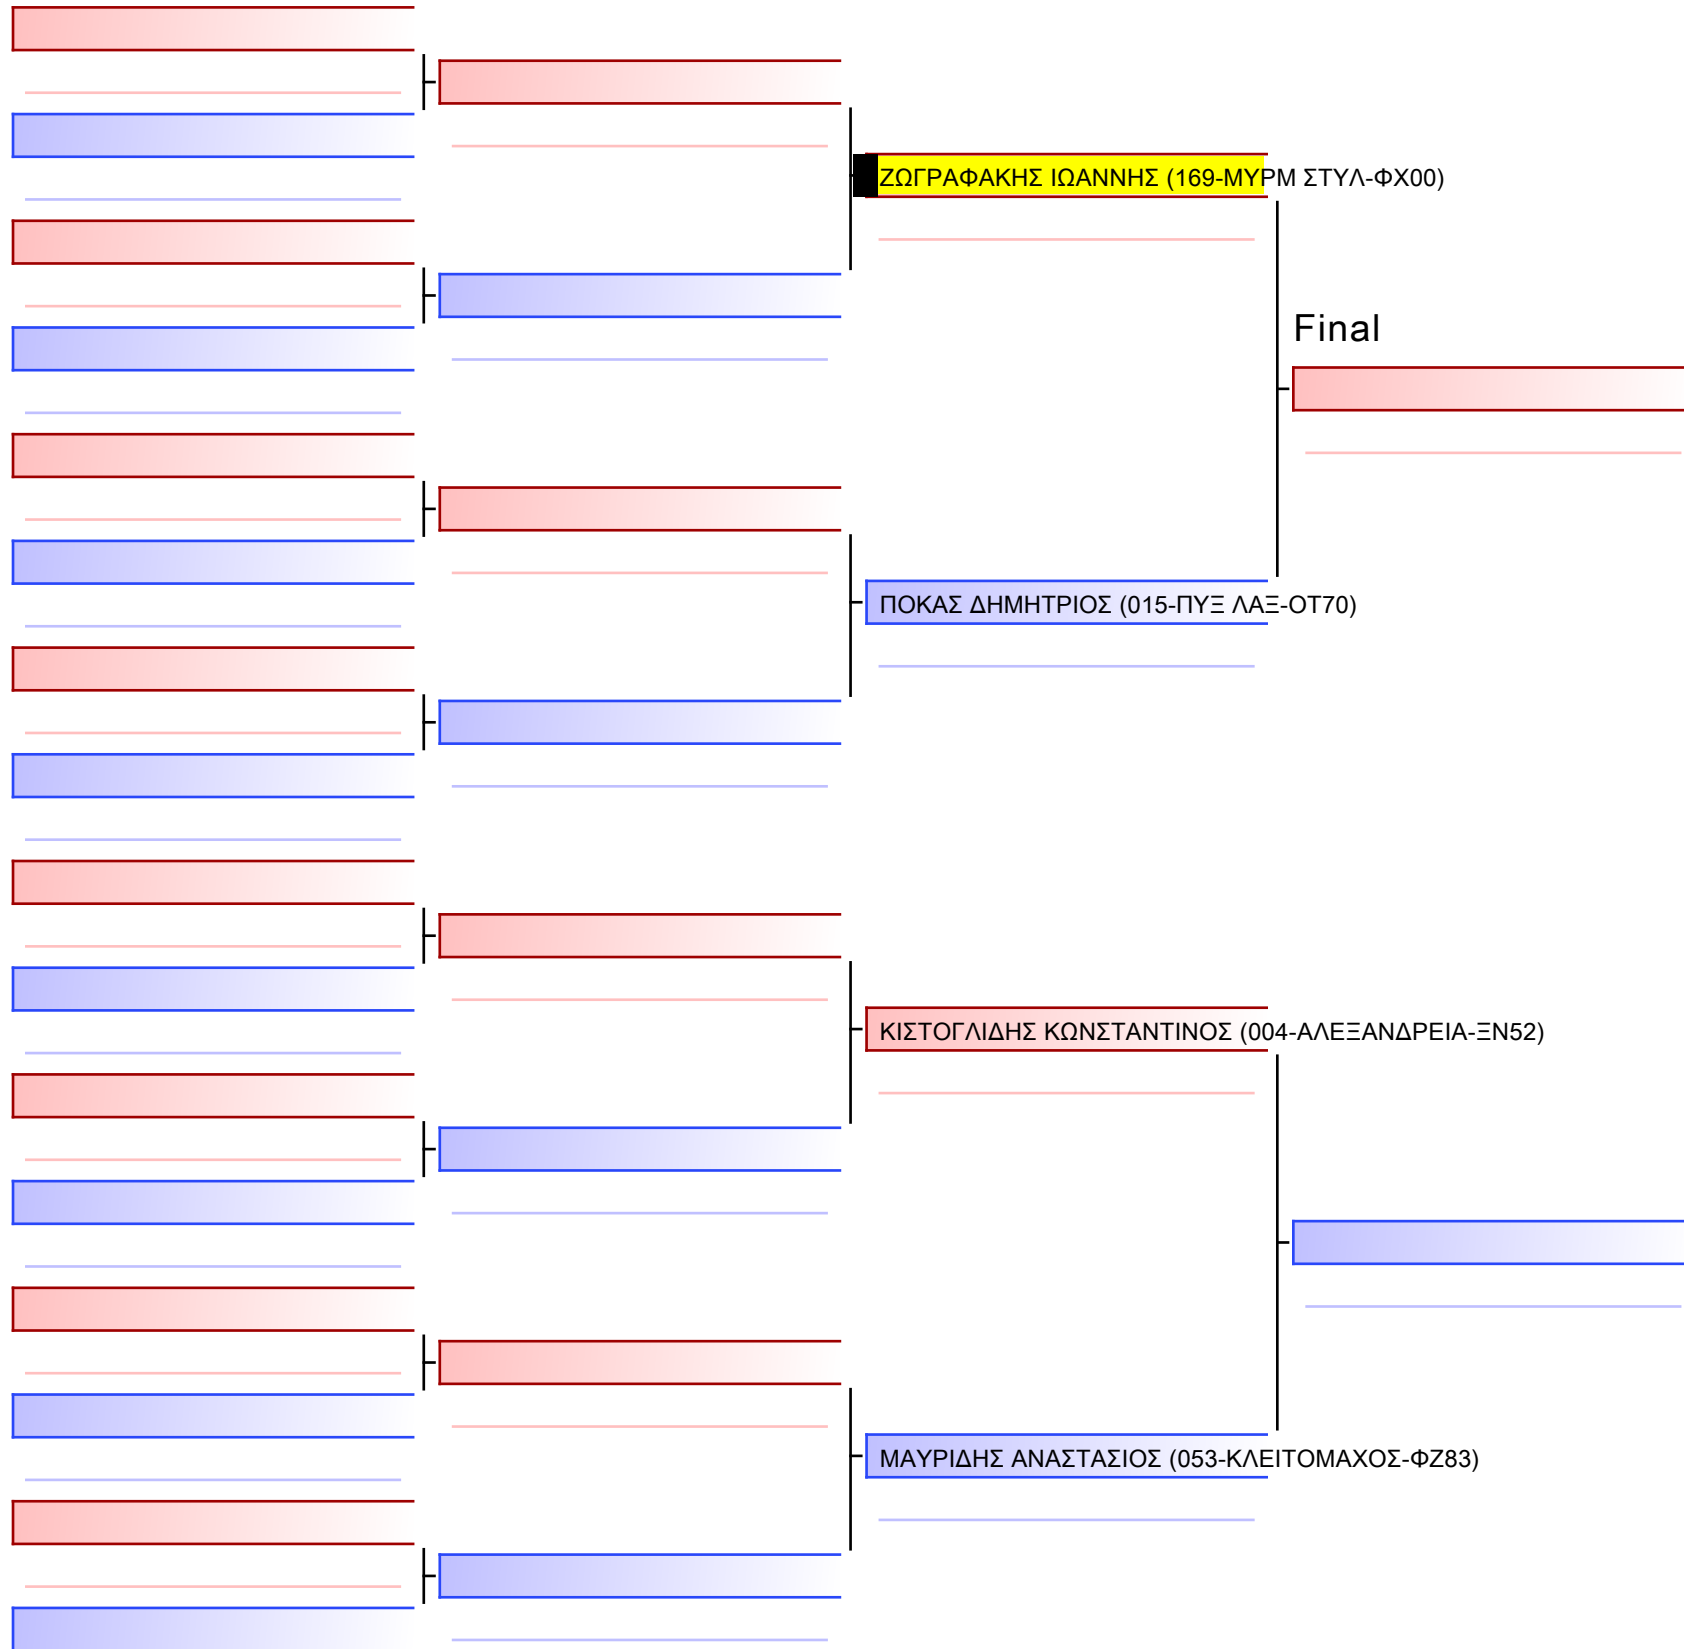 ΖΩΓΡΑΦΑΚΗΣ ΙΩΑΝΝΗΣ (169-ΜΥΡΜ ΣΤΥΛ-ΦΧ00)
Final
ΠΟΚΑΣ ΔΗΜΗΤΡΙΟΣ (015-ΠΥΞ ΛΑΞ-ΟΤ70)
ΚΙΣΤΟΓΛΙΔΗΣ ΚΩΝΣΤΑΝΤΙΝΟΣ (004-ΑΛΕΞΑΝΔΡΕΙΑ-ΞΝ52)
ΜΑΥΡΙΔΗΣ ΑΝΑΣΤΑΣΙΟΣ (053-ΚΛΕΙΤΟΜΑΧΟΣ-ΦΖ83)